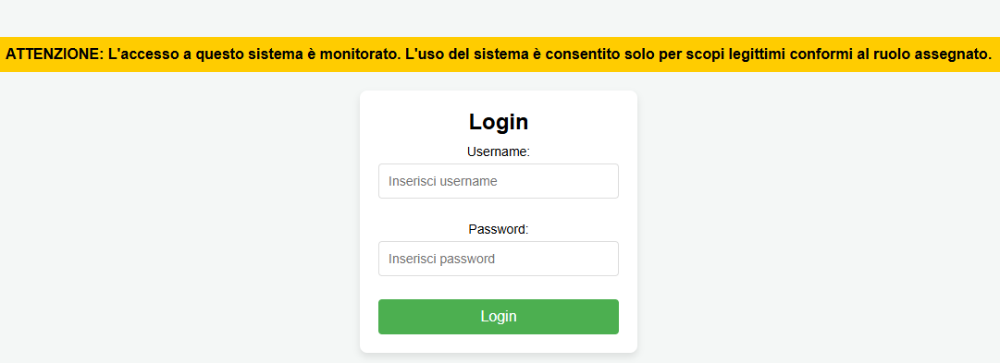 ATTENZIONE: L'accesso a questo sistema è monitorato. L'uso del sistema è consentito solo per scopi legittimi conformi al ruolo assegnato.
Login
Username:
Inserisci username
Password:
Inserisci password
Login